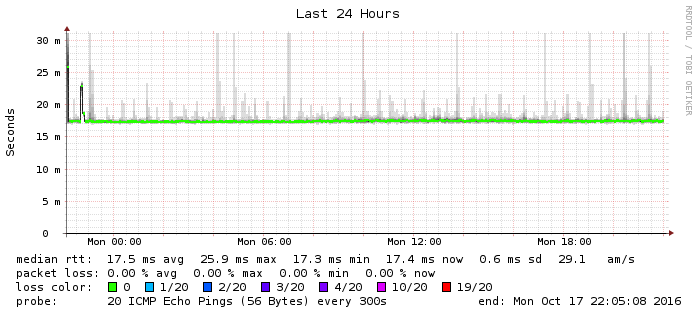 Last 24 Hours
RRDTOOL / TOBI OETIKER
Seconds
30 m
25 m
20 m
15 m
10 m
5 m
0
Mon 00:00 Mon 06:00 Mon 12:00 Mon 18:00
median rtt: 17.5 ms avg 25.9 ms max 17.3 ms min 17.4 ms now 0.6 ms sd 29.1 am/s
packet loss: 0.00 % avg 0.00 % max 0.00 % min 0.00 % now
loss color: 0 1/20 2/20 3/20 4/20 10/20 19/20
probe: 20 ICMP Echo Pings (56 Bytes) every 300s end: Mon Oct 17 22:05:08 2016